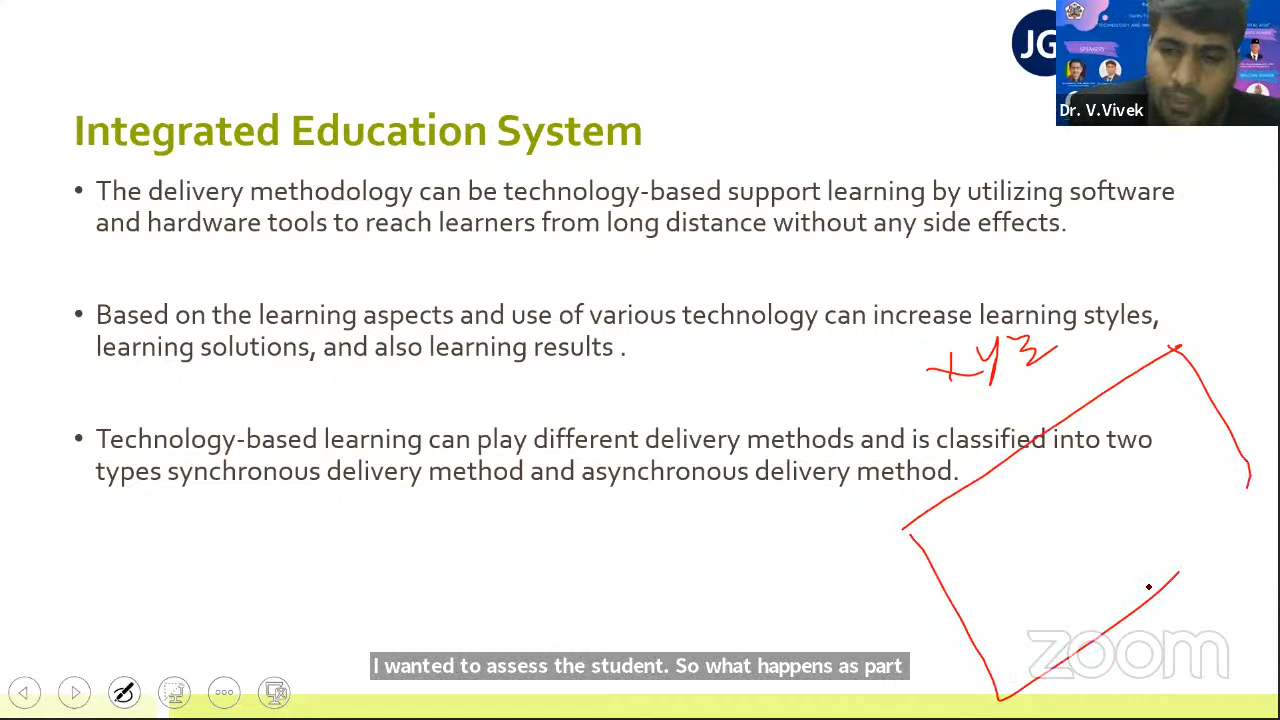 JG
SPEAKERS
Dr. V.Vivek
Integrated Education System
• The delivery methodology can be technology-based support learning by utilizing software
and hardware tools to reach learners from long distance without any side effects.
• Based on the learning aspects and use of various technology can increase learning styles,
learning solutions, and also learning results .
xyz
• Technology-based learning can play different delivery methods and is classified into two
types synchronous delivery method and asynchronous delivery method.
zoom
I wanted to assess the student. So what happens as part